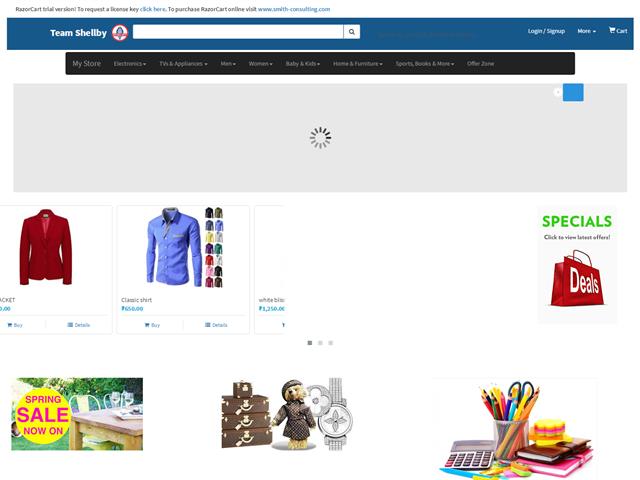 RazorCart trial version! To request a license key click here. To purchase RazorCart online visit www.smith-consulting.com
Team Shellby
Login / Signup
More
Cart
My Store
Electronics
TVs & Appliances
Men
Women
Baby & Kids
Home & Furniture
Sports, Books & More
Offer Zone
SPECIALS
Click to view latest offers!
Deals
ACKET
Classic shirt
white bliss
0.00
₹650.00
₹1,250.00
Buy
Details
Buy
Details
SPRING
SALE
NOW ON